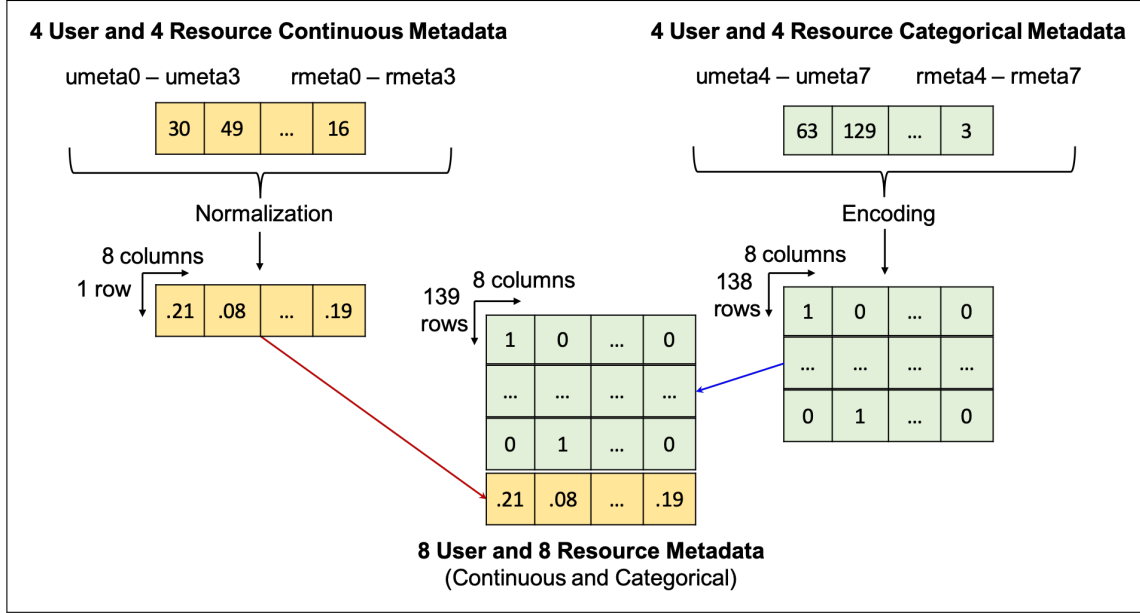 4 User and 4 Resource Continuous Metadata
umeta0 – umeta3 rmeta0 – rmeta3
30 49 ... 16
Normalization
8 columns
1 row
.21 .08 ... .19
4 User and 4 Resource Categorical Metadata
umeta4 – umeta7 rmeta4 – rmeta7
63 129 ... 3
Encoding
8 columns
138
rows
1 0 ... 0
... ... ... ...
0 1 ... 0
8 columns
139
rows
1 0 ... 0
... ... ... ...
0 1 ... 0
.21 .08 ... .19
8 User and 8 Resource Metadata
(Continuous and Categorical)